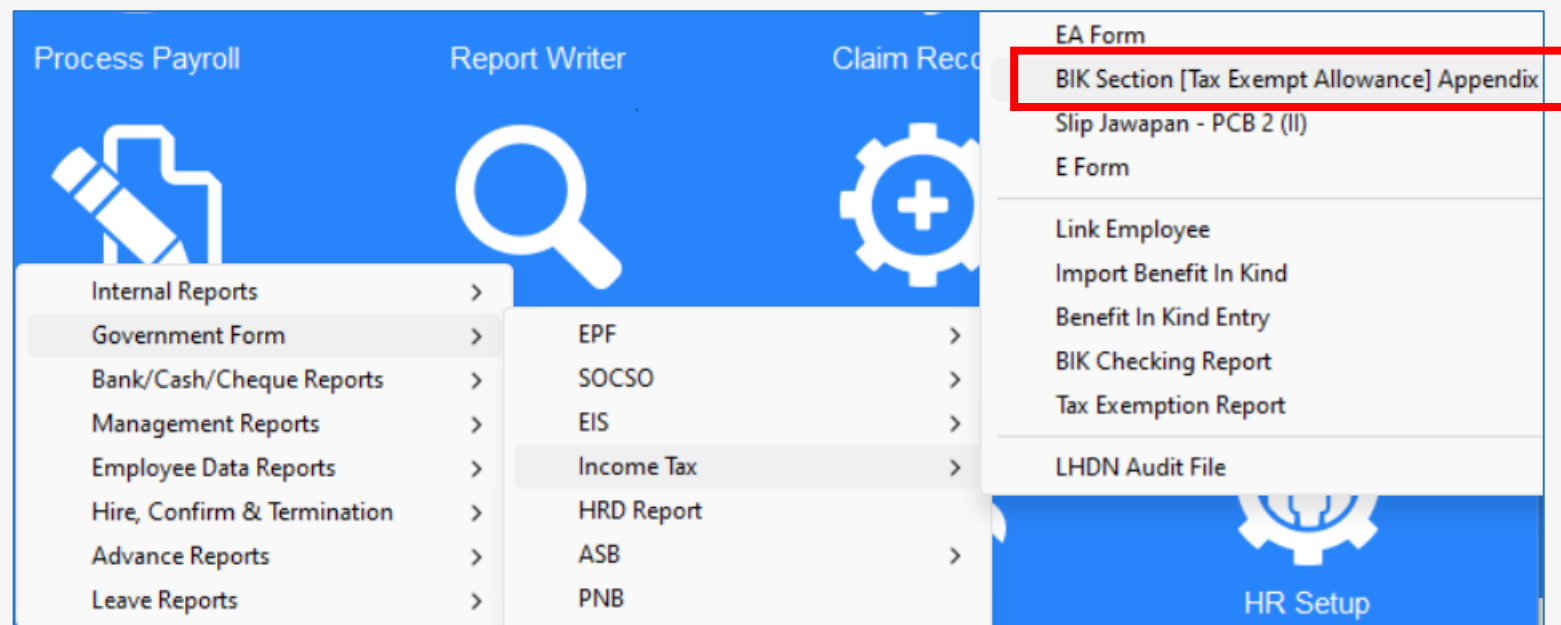 Process Payroll
Report Writer
Claim Reco
EA Form
BIK Section [Tax Exempt Allowance] Appendix
Slip Jawapan - PCB 2 (II)
E Form
Link Employee
Import Benefit In Kind
Benefit In Kind Entry
BIK Checking Report
Tax Exemption Report
LHDN Audit File
Internal Reports
Government Form
Bank/Cash/Cheque Reports
Management Reports
Employee Data Reports
Hire, Confirm & Termination
Advance Reports
Leave Reports
EPF
SOCSO
EIS
Income Tax
HRD Report
ASB
PNB
HR Setup